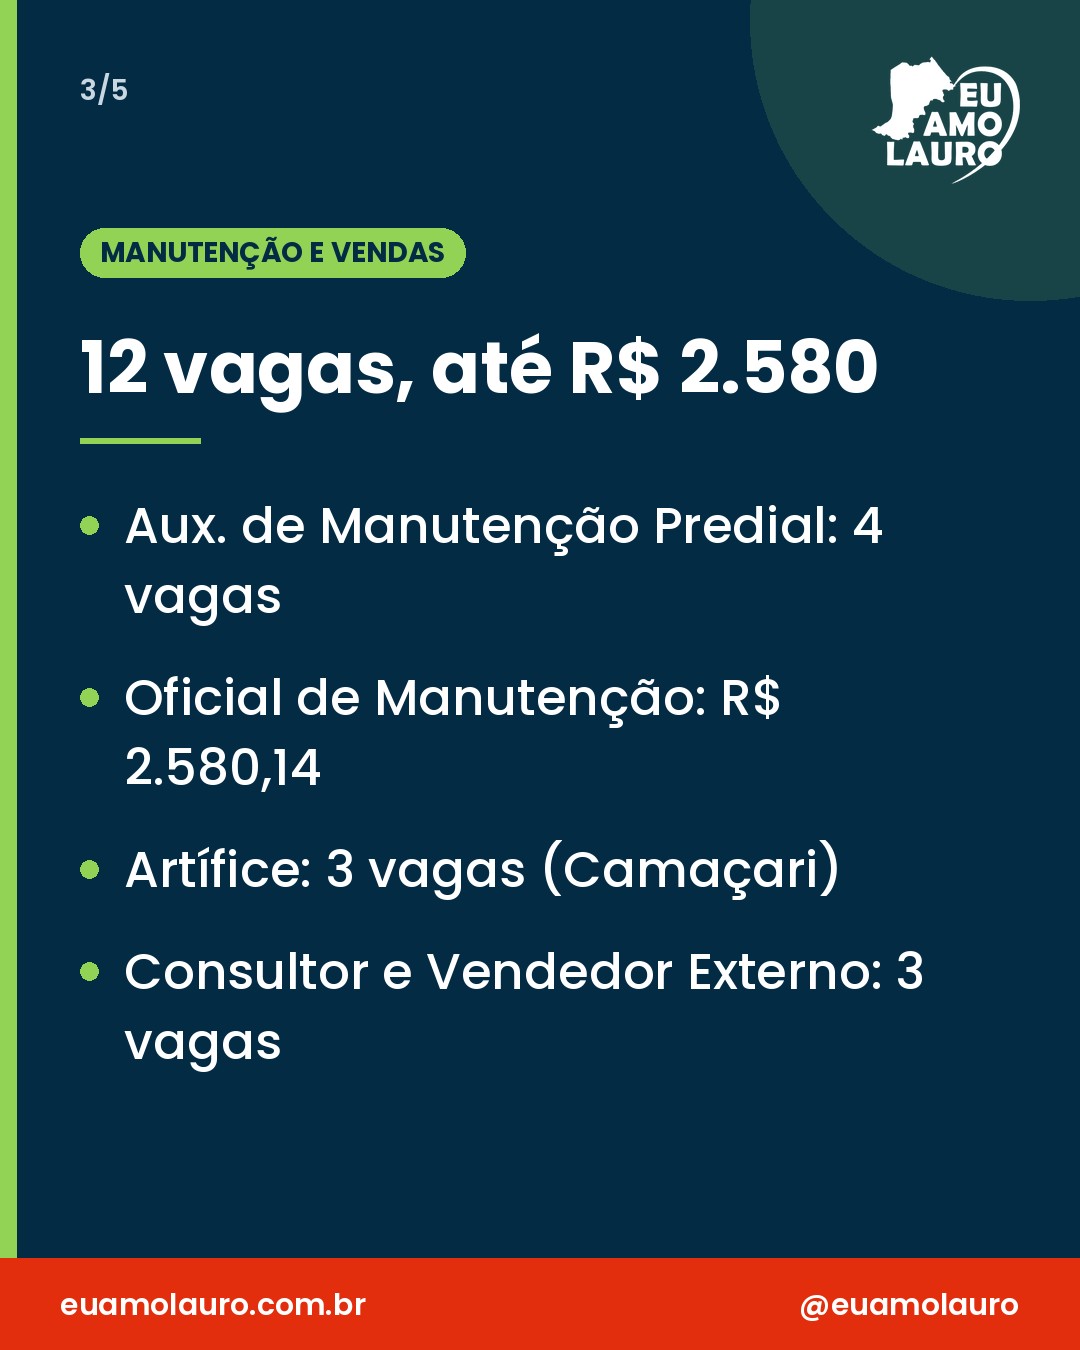 3/5
EU
AMO
LAURO
MANUTENÇÃO E VENDAS
12 vagas, até R$ 2.580
Aux. de Manutenção Predial: 4
vagas
Oficial de Manutenção: R$
2.580,14
Artífice: 3 vagas (Camaçari)
Consultor e Vendedor Externo: 3
vagas
euamolauro.com.br
@euamolauro